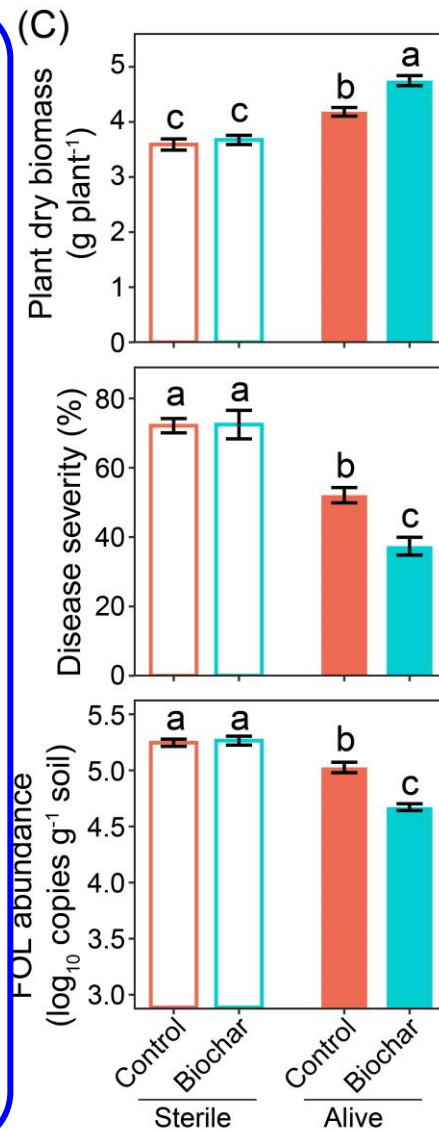 (C)
Plant dry biomass
(g plant⁻¹)
5
4
3
2
1
0
c
c
b
a
Disease severity (%)
80
60
40
20
0
a
a
b
c
FOL abundance
(log₁₀ copies g⁻¹ soil)
5.5
5.0
4.5
4.0
3.5
3.0
a
a
b
c
Control
Biochar
Control
Biochar
Sterile
Alive